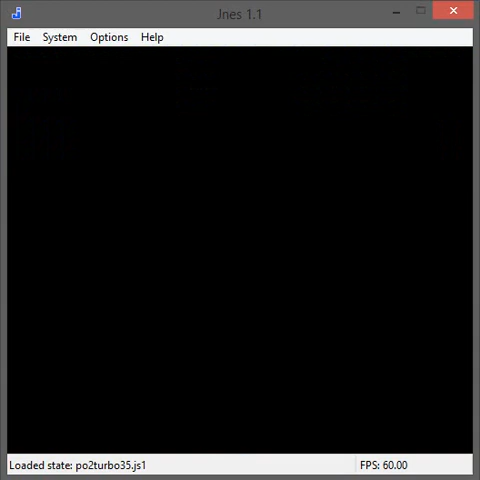 Jnes 1.1
File System Options Help
Loaded state: po2turbo35.js1 FPS: 60.00